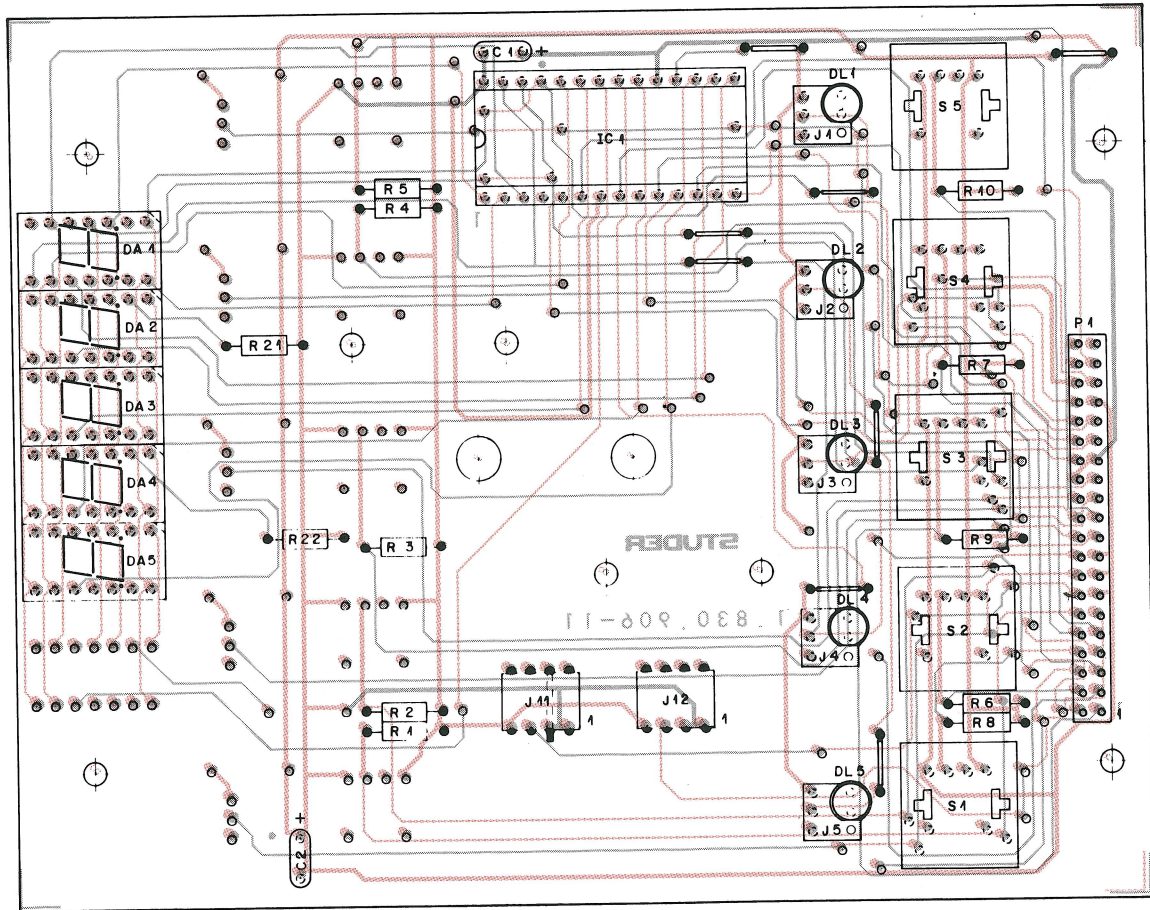 C16 +
IC1
1
DL1
J1
S5
R5
R4
R10
DA1
DA2
DA3
DA4
DA5
DL2
J2
S4
P1
R21
R7
DL3
J3
S3
R22
R3
R9
STUDER
DL4
1.830.906-11
J4
S2
J11
1
J12
1
R2
R1
R6
R8
1
DL5
J5
S1
C2 +